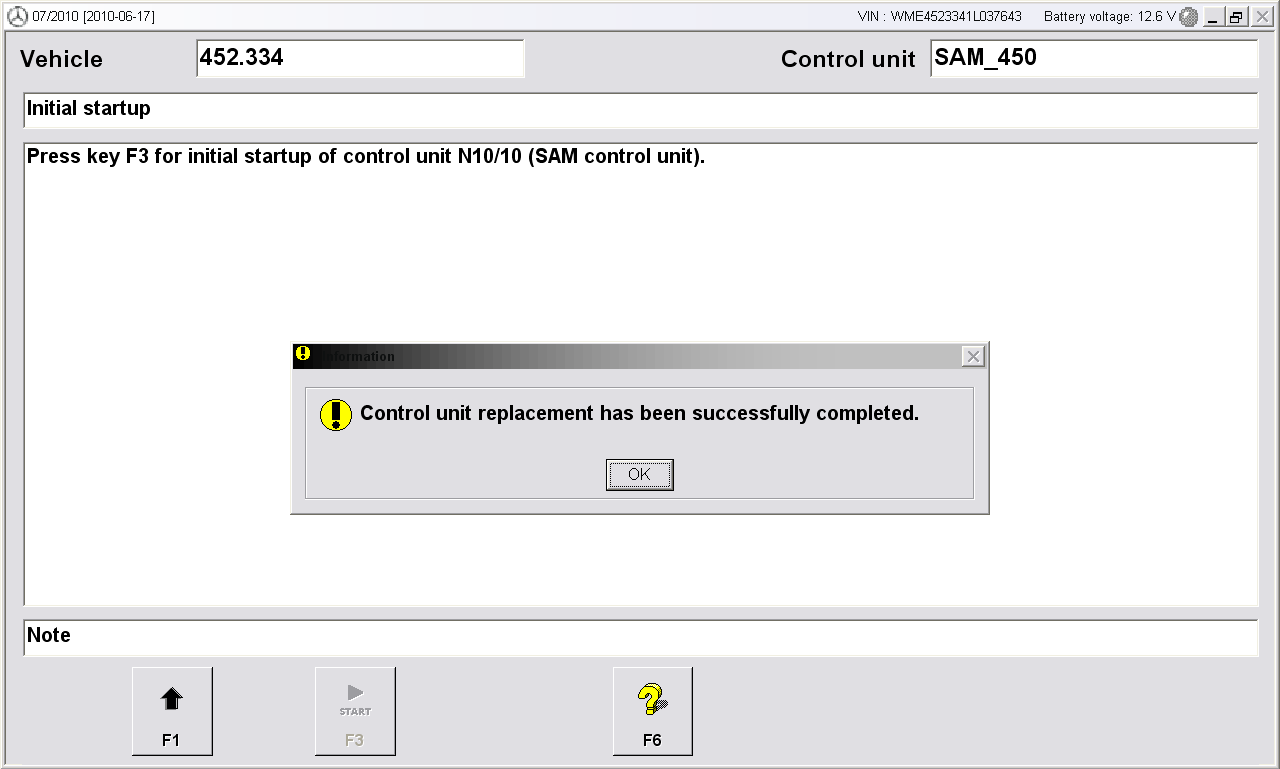 07/2010 [2010-06-17]
VIN : WME4523341L037643 Battery voltage: 12.6 V
Vehicle 452.334 Control unit SAM_450
Initial startup
Press key F3 for initial startup of control unit N10/10 (SAM control unit).
Information
Control unit replacement has been successfully completed.
OK
Note
START
F1 F3 F6